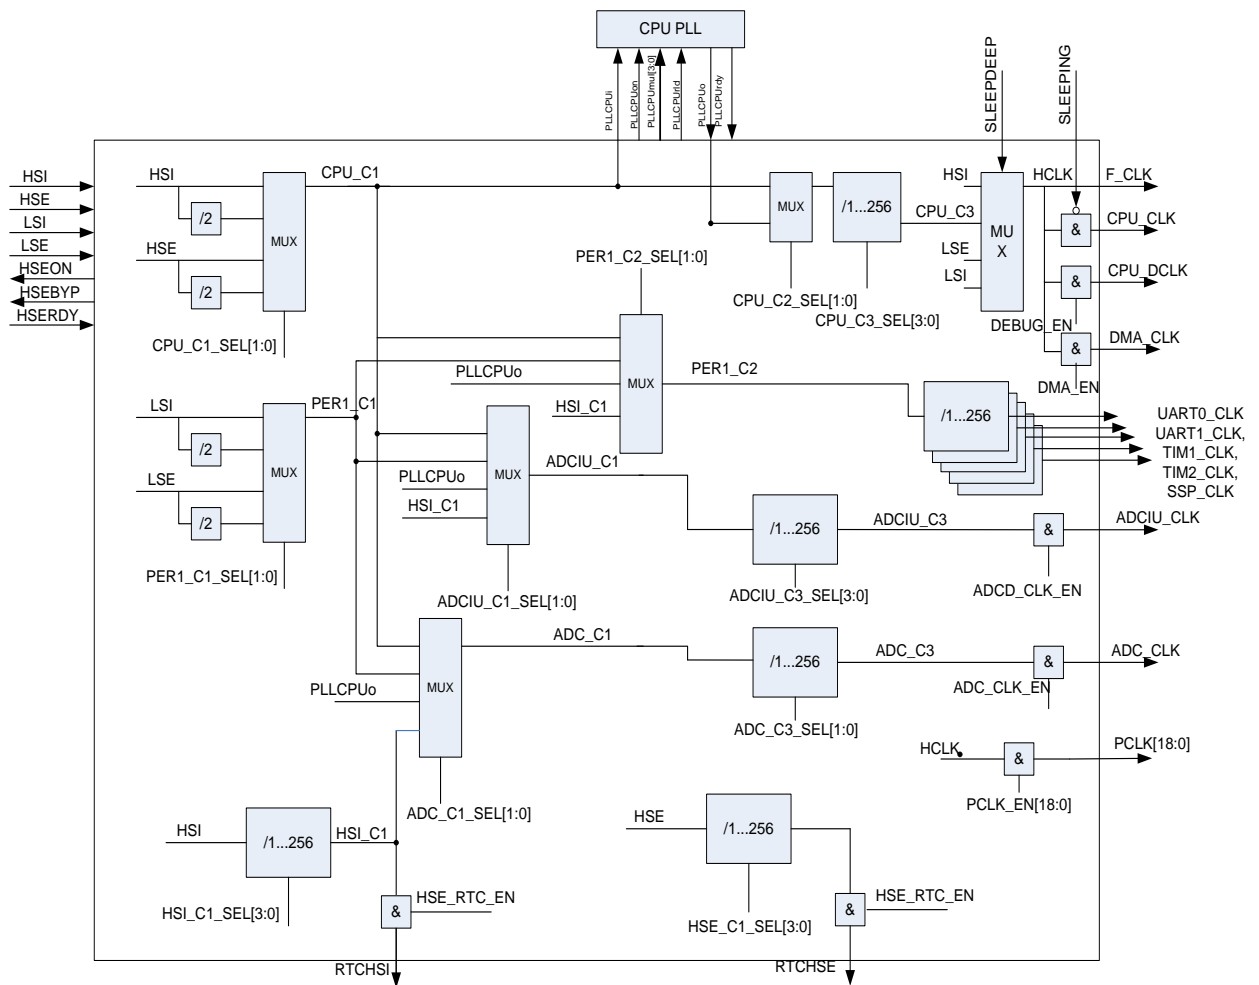 CPU PLL
PLLCPUi
PLLCPUon
PLLCPUmul[3:0]
PLLCPUrld
PLLCPUo
PLLCPUrdy
SLEEPDEEP
SLEEPING
HSI
HSE
LSI
LSE
HSEON
HSEBYP
HSERDY
HSI
/2
HSE
/2
MUX
CPU_C1
CPU_C1_SEL[1:0]
MUX
CPU_C2_SEL[1:0]
/1...256
CPU_C3
CPU_C3_SEL[3:0]
HSI
LSE
LSI
MU
X
HCLK
F_CLK
&
CPU_CLK
&
CPU_DCLK
DEBUG_EN
&
DMA_CLK
DMA_EN
PER1_C2_SEL[1:0]
PLLCPUo
HSI_C1
MUX
PER1_C2
/1...256
UART0_CLK
UART1_CLK,
TIM1_CLK,
TIM2_CLK,
SSP_CLK
LSI
/2
LSE
/2
MUX
PER1_C1
PER1_C1_SEL[1:0]
PLLCPUo
HSI_C1
MUX
ADCIU_C1
ADCIU_C1_SEL[1:0]
/1...256
ADCIU_C3
ADCIU_C3_SEL[3:0]
&
ADCIU_CLK
ADCD_CLK_EN
PLLCPUo
MUX
ADC_C1
ADC_C1_SEL[1:0]
/1...256
ADC_C3
ADC_C3_SEL[1:0]
&
ADC_CLK
ADC_CLK_EN
HCLK
&
PCLK[18:0]
PCLK_EN[18:0]
HSI
/1...256
HSI_C1
HSI_C1_SEL[3:0]
&
HSE_RTC_EN
RTCHSI
HSE
/1...256
HSE_C1_SEL[3:0]
&
HSE_RTC_EN
RTCHSE